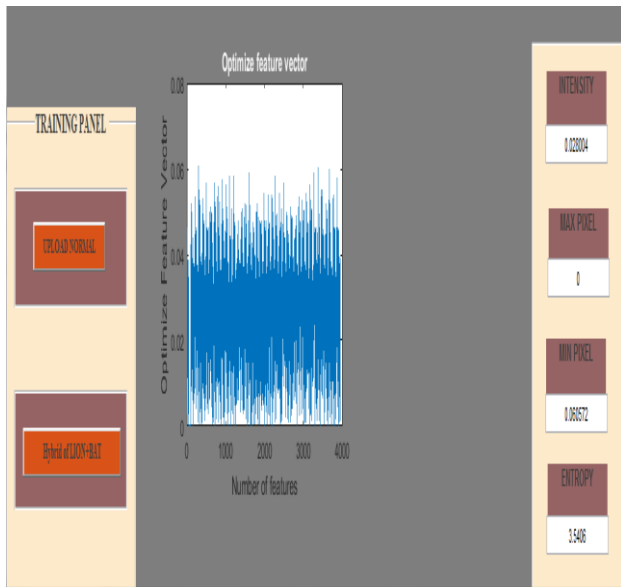 TRAINING PANEL
UPLOAD NORMAL
Hybrid of LION+BAT
Optimize feature vector
Optimize Feature Vector
0.08
0.06
0.04
0.02
0
0 1000 2000 3000 4000
Number of features
INTENSITY
0.028004
MAX PIXEL
0
MIN PIXEL
0.060572
ENTROPY
3.5406